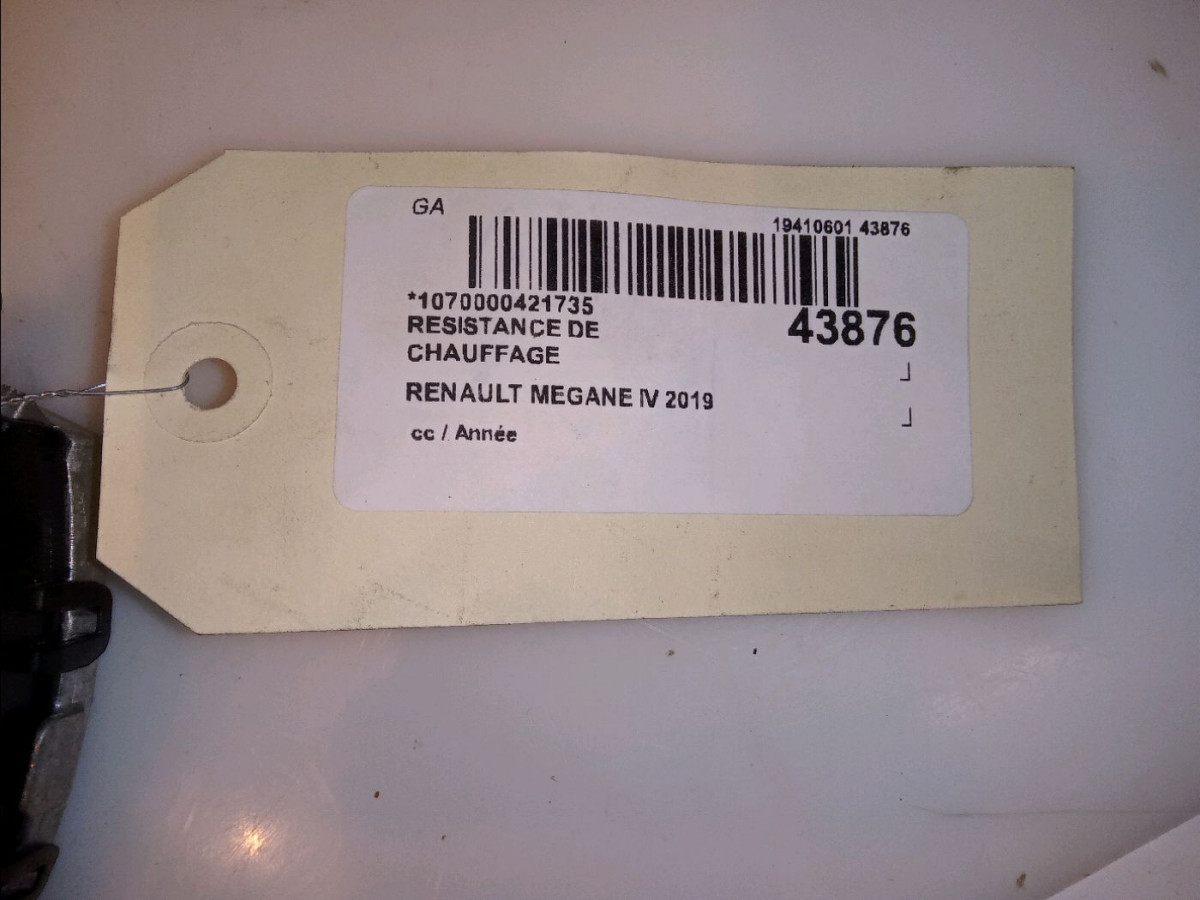 GA
19410601 43876
*1070000421735
43876
RESISTANCE DE
CHAUFFAGE
RENAULT MEGANE IV 2019
cc / Année